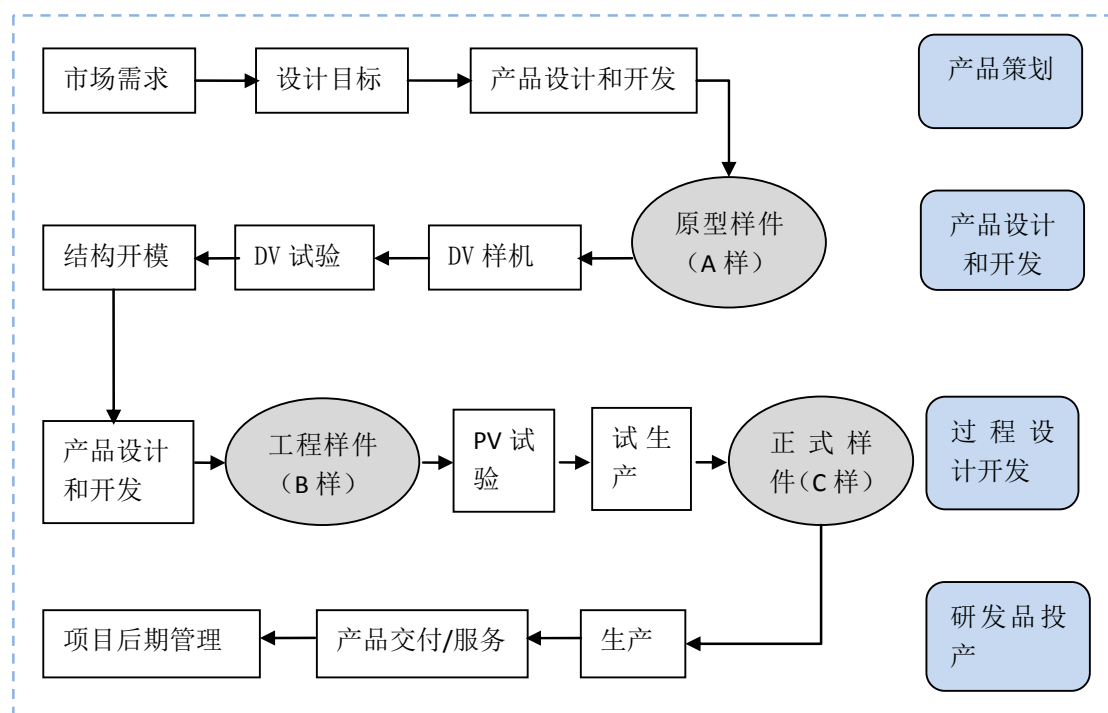 市场需求
设计目标
产品设计和开发
产品策划
结构开模
DV 试验
DV 样机
原型样件
（A 样）
产品设计
和开发
产品设计
和开发
工程样件
（B 样）
PV 试
验
试生
产
正式样
件（C 样）
过程设
计开发
项目后期管理
产品交付/服务
生产
研发品投
产